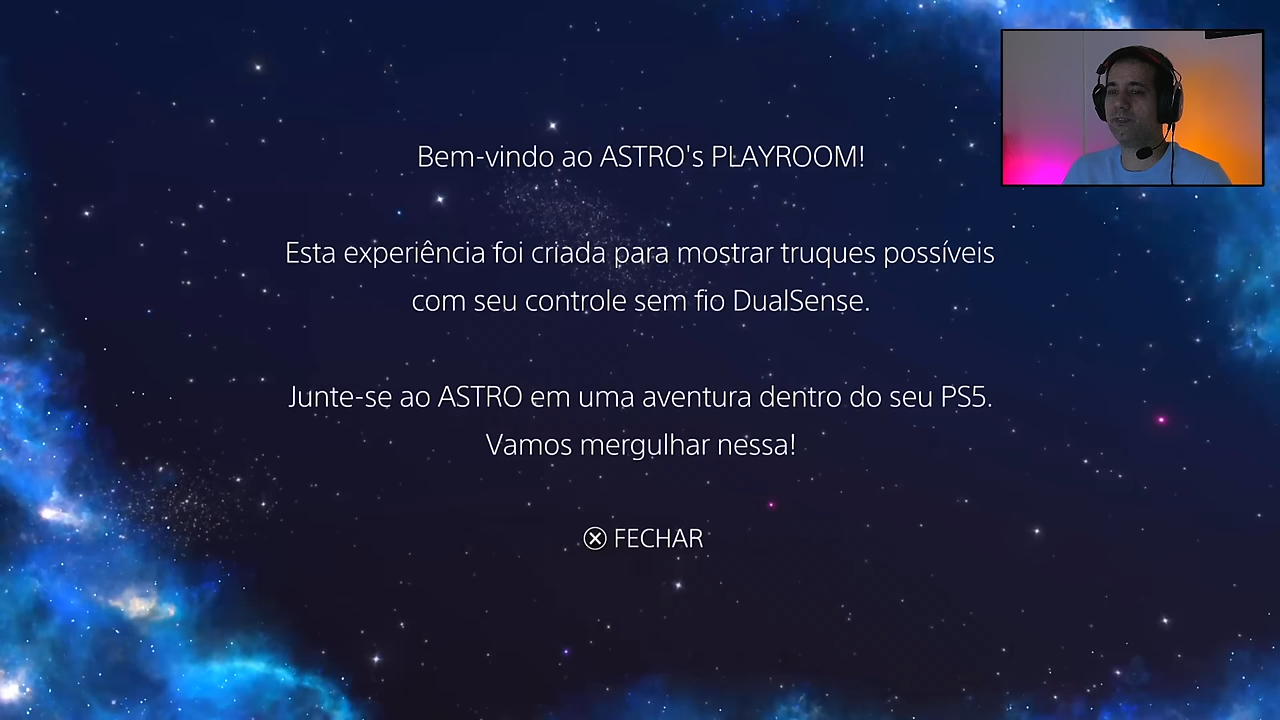 Bem-vindo ao ASTRO's PLAYROOM!
Esta experiência foi criada para mostrar truques possíveis
com seu controle sem fio DualSense.
Junte-se ao ASTRO em uma aventura dentro do seu PS5.
Vamos mergulhar nessa!
ⓧ FECHAR